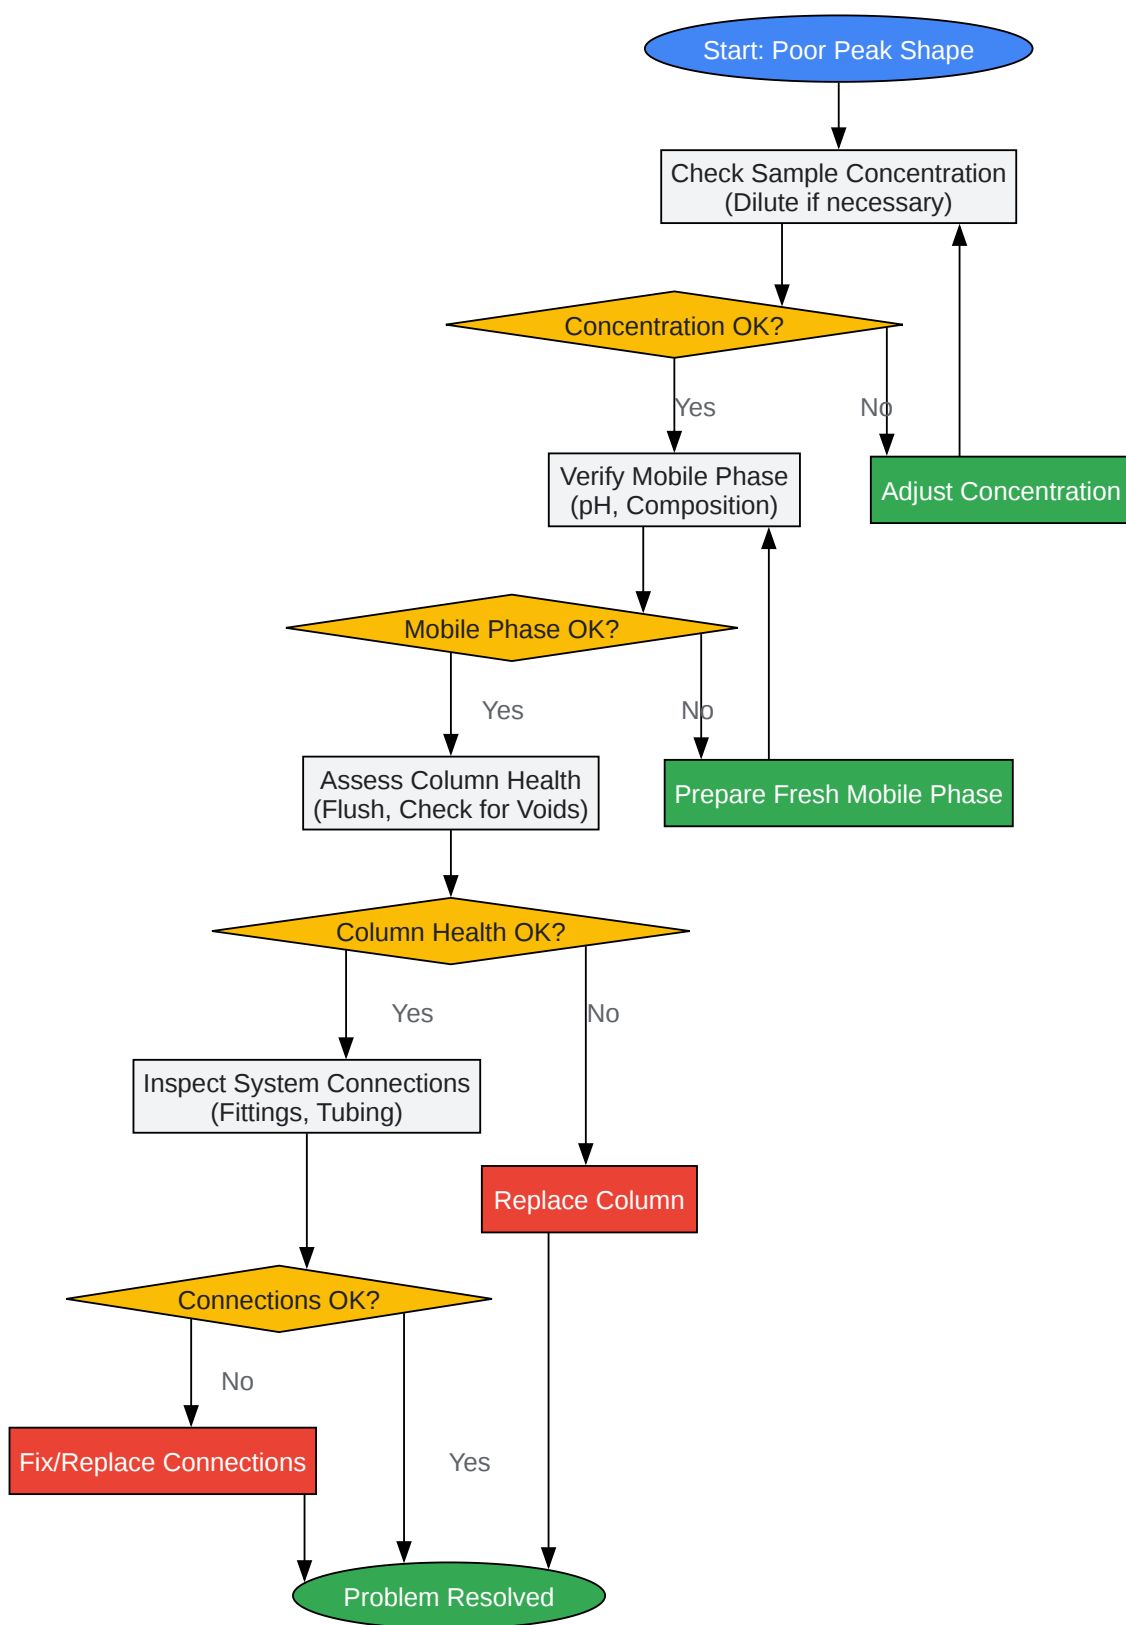 Start: Poor Peak Shape
Check Sample Concentration
(Dilute if necessary)
Concentration OK?
Yes
No
Verify Mobile Phase
(pH, Composition)
Adjust Concentration
Mobile Phase OK?
Yes
No
Assess Column Health
(Flush, Check for Voids)
Prepare Fresh Mobile Phase
Column Health OK?
Yes
No
Inspect System Connections
(Fittings, Tubing)
Replace Column
Connections OK?
No
Yes
Fix/Replace Connections
Problem Resolved